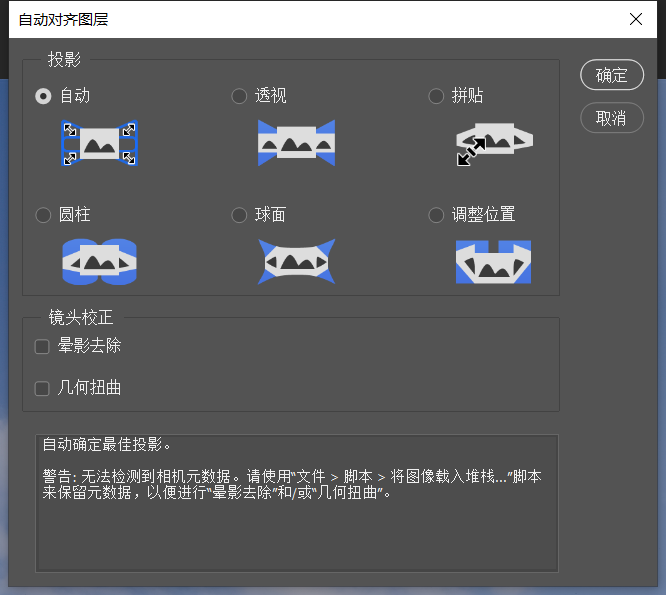 自动对齐图层
投影
确定
自动
透视
拼贴
取消
圆柱
球面
调整位置
镜头校正
晕影去除
几何扭曲
自动确定最佳投影。
警告: 无法检测到相机元数据。请使用“文件 > 脚本 > 将图像载入堆栈...”脚本
来保留元数据，以便进行“晕影去除”和/或“几何扭曲”。